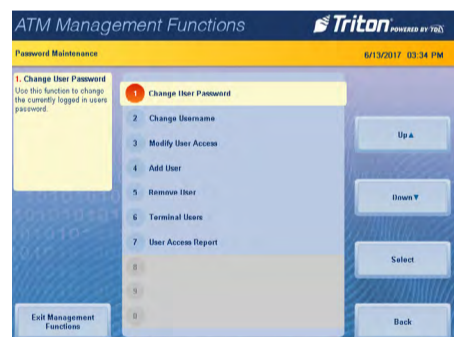 ATM Management Functions
Triton POWERED BY TDL
Password Maintenance
6/13/2017 03:34 PM
1. Change User Password
Use this function to change
the currently logged in users
password.
1 Change User Password
2 Change Username
3 Modify User Access
4 Add User
5 Remove User
6 Terminal Users
7 User Access Report
8
9
0
Up▲
Down▼
Select
Back
Exit Management
Functions